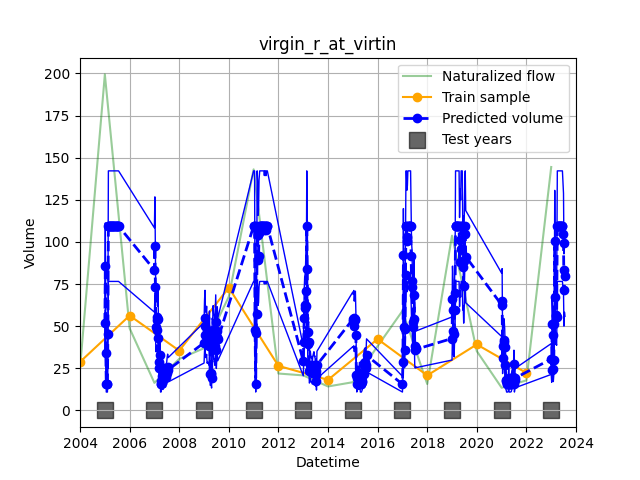 virgin_r_at_virtin
Naturalized flow
Train sample
Predicted volume
Test years
200
175
150
125
100
75
50
25
0
Volume
2004 2006 2008 2010 2012 2014 2016 2018 2020 2022 2024
Datetime